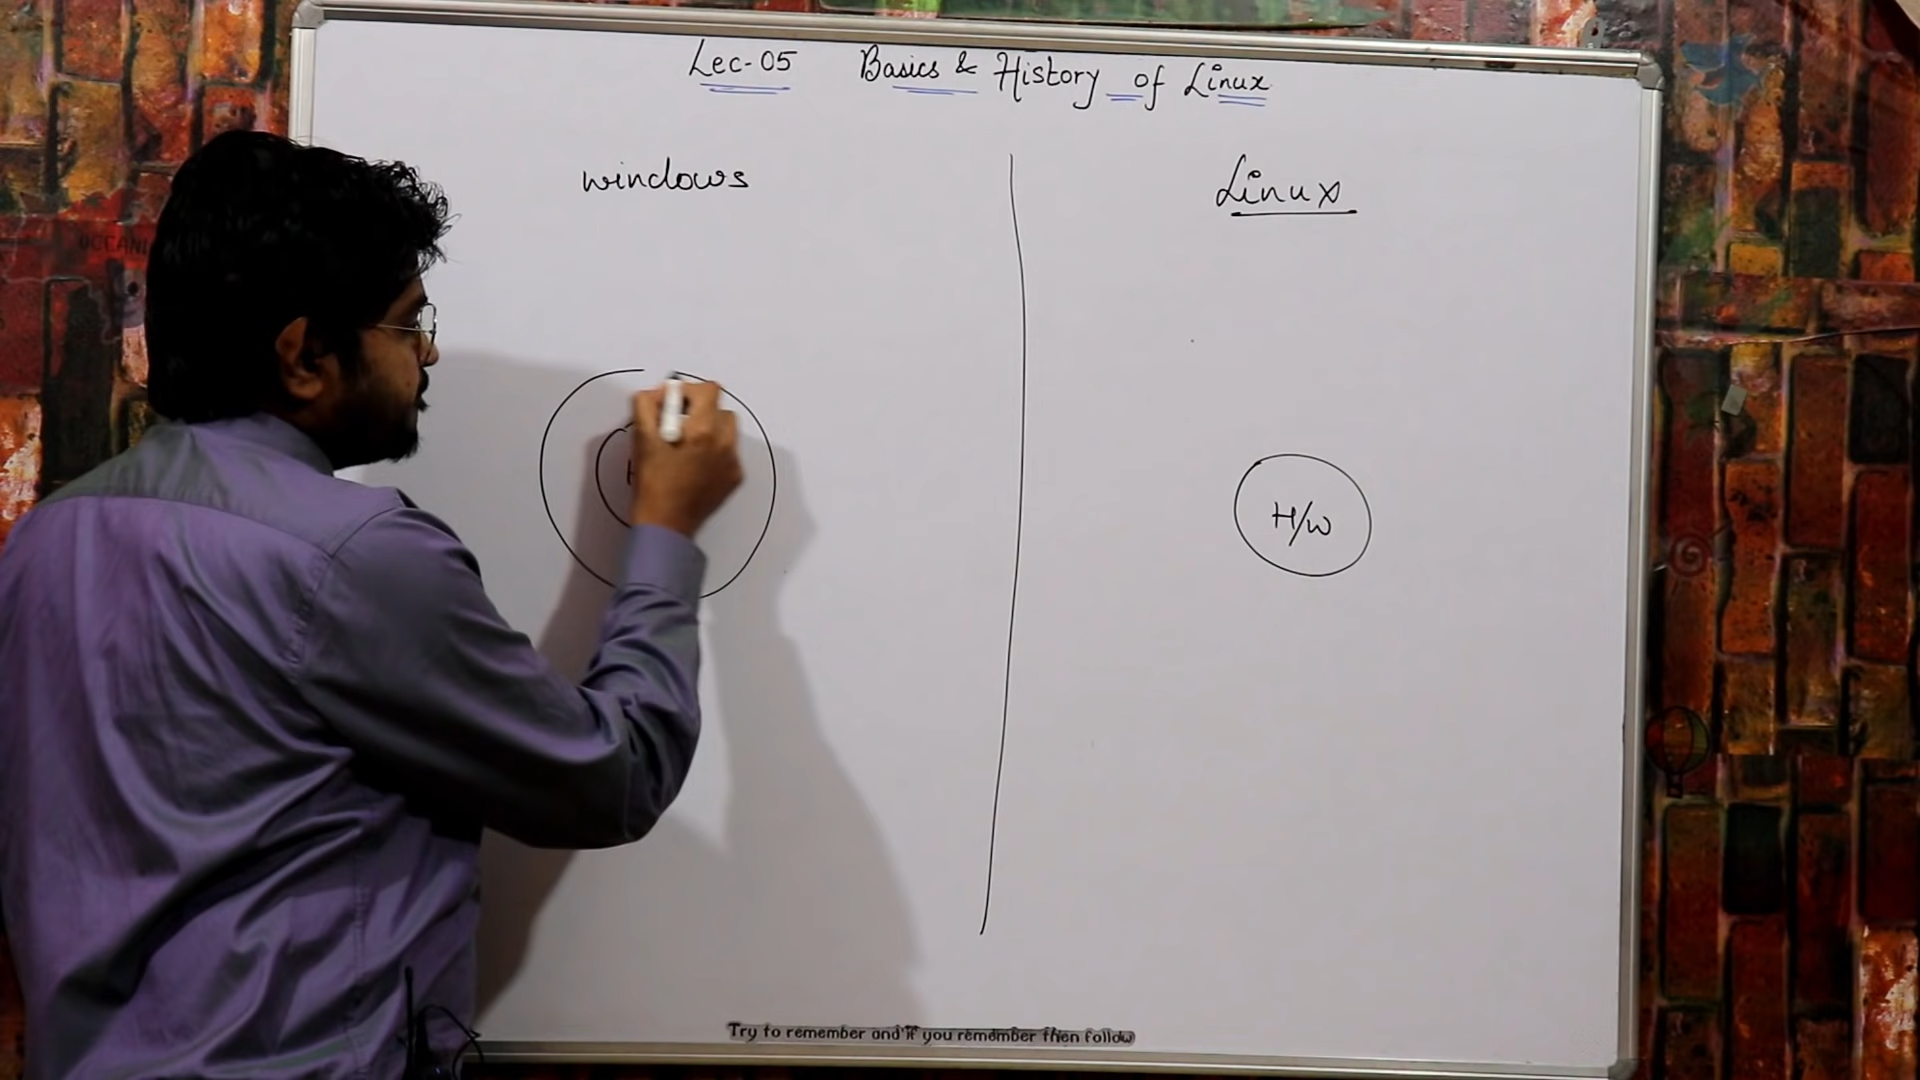 Lec-05 Basics & History of Linux
windows
Linux
H/W
Try to remember and if you remember then follow